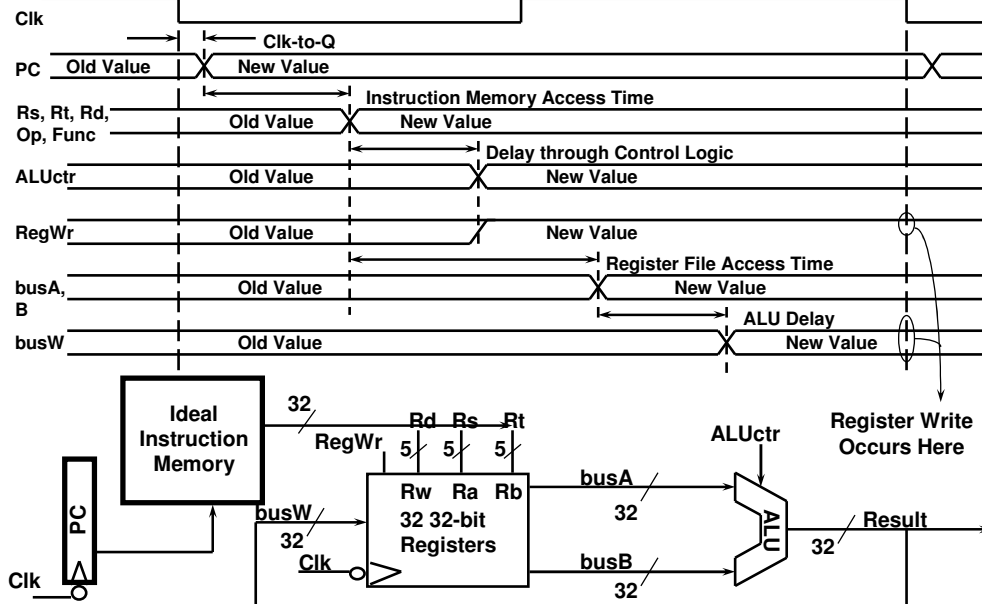 Clk
Clk-to-Q
PC Old Value New Value
Instruction Memory Access Time
Rs, Rt, Rd,
Op, Func Old Value New Value
Delay through Control Logic
ALUctr Old Value New Value
RegWr Old Value New Value
Register File Access Time
busA,
B Old Value New Value
ALU Delay
busW Old Value New Value
Register Write
Occurs Here
Ideal
Instruction
Memory
32
Rd Rs Rt
RegWr 5 5 5
ALUctr
Rw Ra Rb
32 32-bit
Registers
busW
32
Clk
busA
32
busB
32
ALU
Result
32
PC
Clk